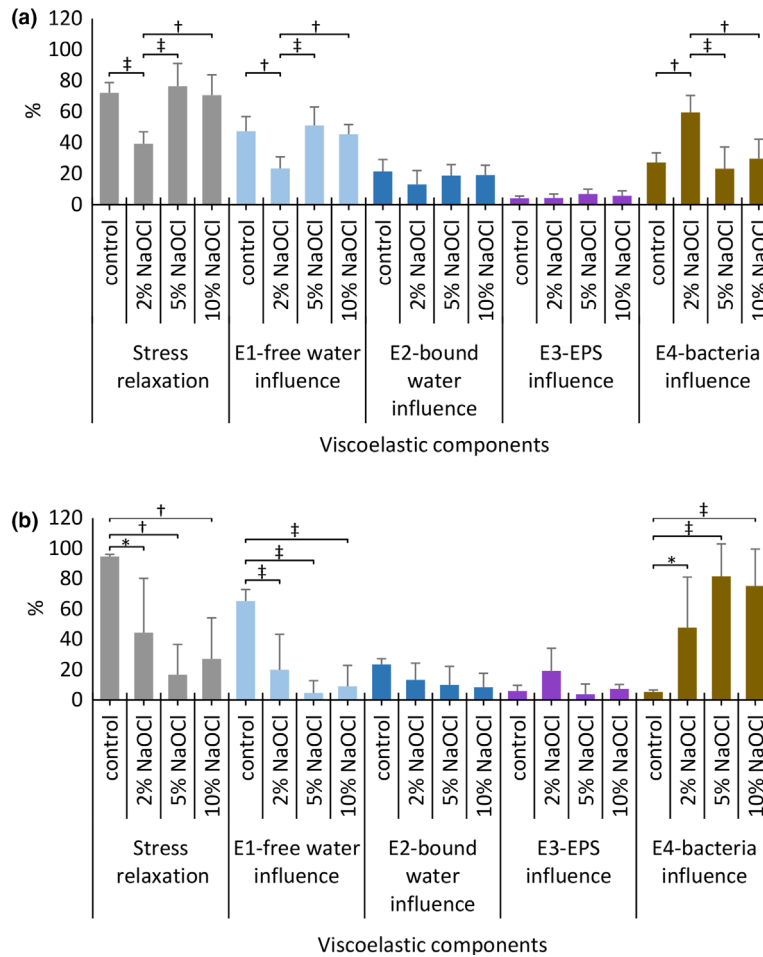 (a)
120
100
80
60
40
20
0
%
‡ ‡ †
† ‡ †
† ‡ †
control
2% NaOCl
5% NaOCl
10% NaOCl
control
2% NaOCl
5% NaOCl
10% NaOCl
control
2% NaOCl
5% NaOCl
10% NaOCl
control
2% NaOCl
5% NaOCl
10% NaOCl
control
2% NaOCl
5% NaOCl
10% NaOCl
Stress
relaxation
E1-free water
influence
E2-bound
water
influence
E3-EPS
influence
E4-bacteria
influence
Viscoelastic components
(b)
120
100
80
60
40
20
0
%
* † †
‡ ‡ ‡
* ‡ ‡
control
2% NaOCl
5% NaOCl
10% NaOCl
control
2% NaOCl
5% NaOCl
10% NaOCl
control
2% NaOCl
5% NaOCl
10% NaOCl
control
2% NaOCl
5% NaOCl
10% NaOCl
control
2% NaOCl
5% NaOCl
10% NaOCl
Stress
relaxation
E1-free water
influence
E2-bound
water
influence
E3-EPS
influence
E4-bacteria
influence
Viscoelastic components